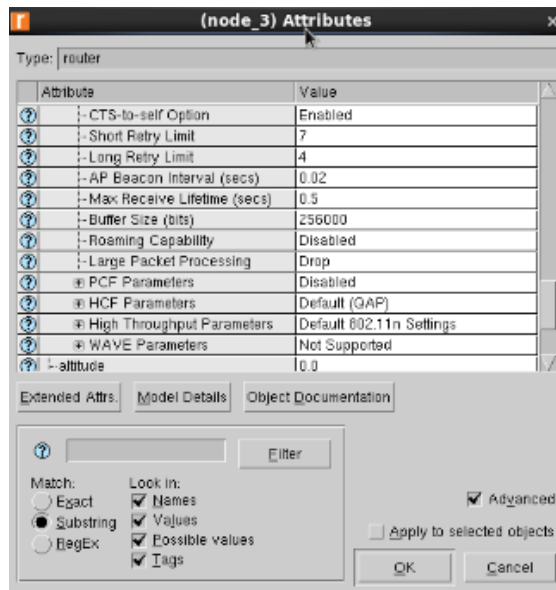 (node_3) Attributes
Type: router
Attribute Value
CTS-to-self Option Enabled
Short Retry Limit 7
Long Retry Limit 4
AP Beacon Interval (secs) 0.02
Max Receive Lifetime (secs) 0.5
Buffer Size (bits) 256000
Roaming Capability Disabled
Large Packet Processing Drop
PCF Parameters Disabled
HCF Parameters Default (QAP)
High Throughput Parameters Default 802.11n Settings
WAVE Parameters Not Supported
altitude 0.0
Extended Attrs. Model Details Object Documentation
Filter
Match: Look in:
Exact Names
Substring Values
RegEx Possible values
Tags
Advanced
Apply to selected objects
OK Cancel